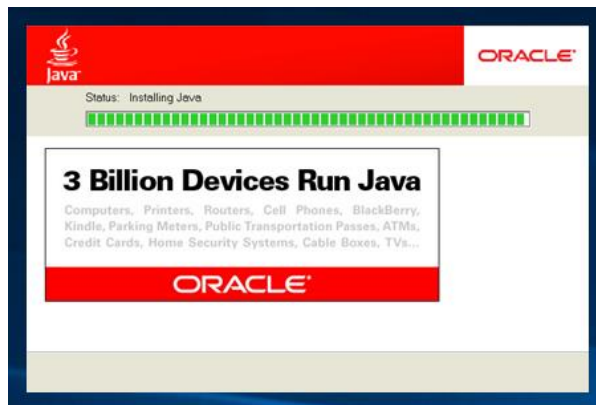 Java
ORACLE
Status: Installing Java
3 Billion Devices Run Java
Computers, Printers, Routers, Cell Phones, BlackBerry,
Kindle, Parking Meters, Public Transportation Passes, ATMs,
Credit Cards, Home Security Systems, Cable Boxes, TVs...
ORACLE